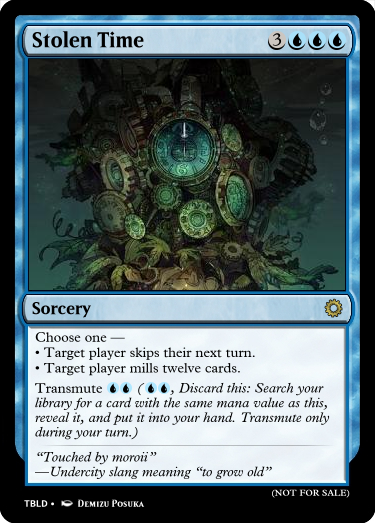 Stolen Time
3
Sorcery
Choose one —
• Target player skips their next turn.
• Target player mills twelve cards.
Transmute (, Discard this: Search your
library for a card with the same mana value as this,
reveal it, and put it into your hand. Transmute only
during your turn.)
“Touched by moroii”
—Undercity slang meaning “to grow old”
(NOT FOR SALE)
TBLD • Demizu Posuka